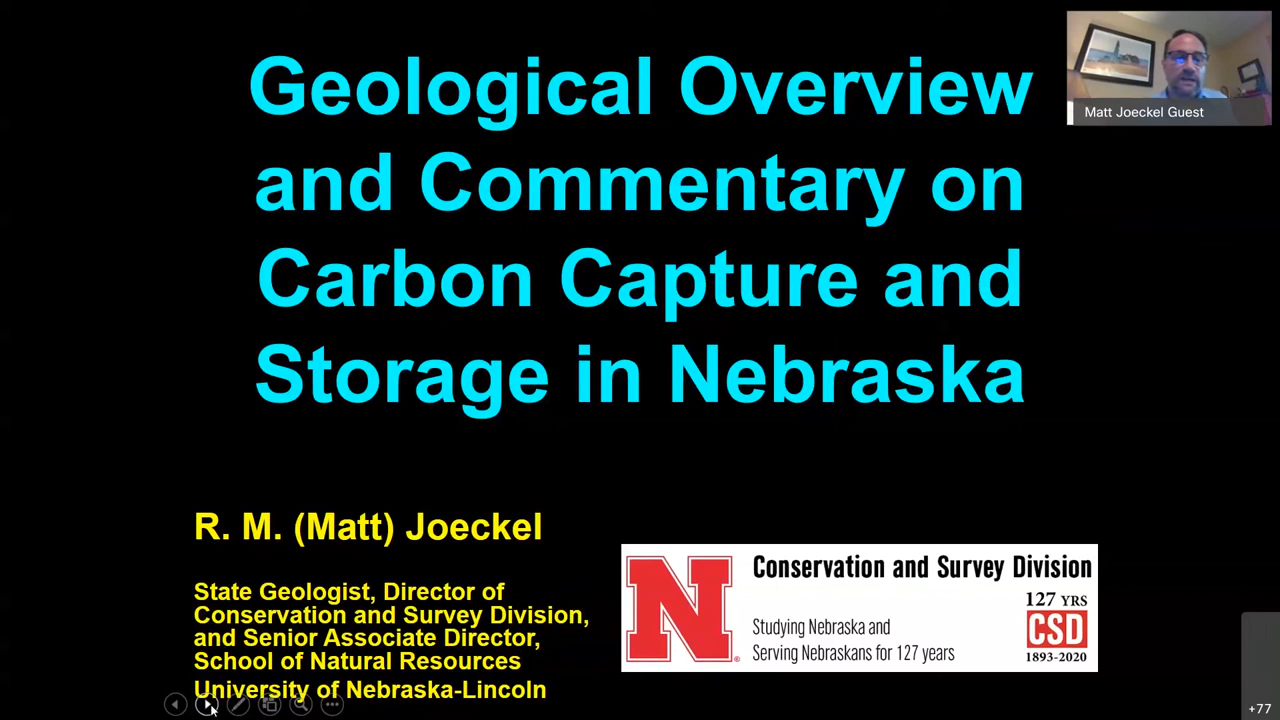 Geological Overview
and Commentary on
Carbon Capture and
Storage in Nebraska
Matt Joeckel Guest
R. M. (Matt) Joeckel
State Geologist, Director of
Conservation and Survey Division,
and Senior Associate Director,
School of Natural Resources
University of Nebraska-Lincoln
N
Conservation and Survey Division
Studying Nebraska and
Serving Nebraskans for 127 years
127 YRS
CSD
1893-2020
+77